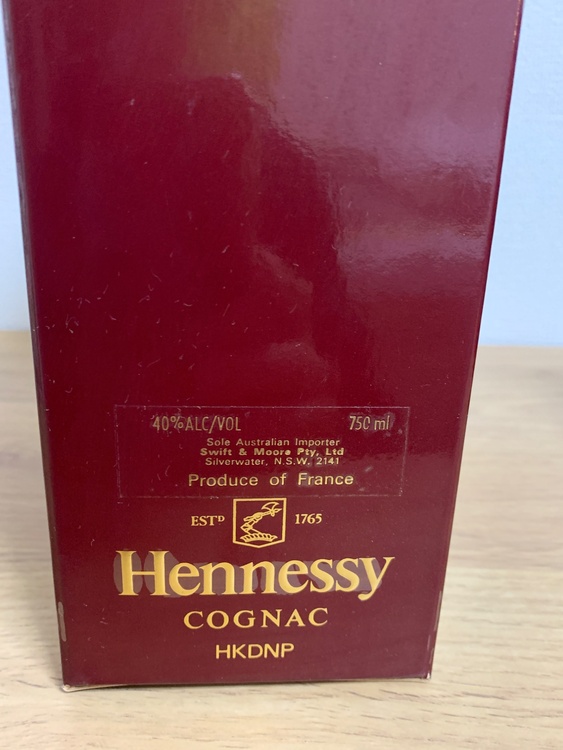 40%ALC/VOL 750 ml
Sole Australian Importer
Swift & Moore Pty, Ltd
Silverwater, N.S.W. 2141
Produce of France
ESTD 1765
Hennessy
COGNAC
HKDNP